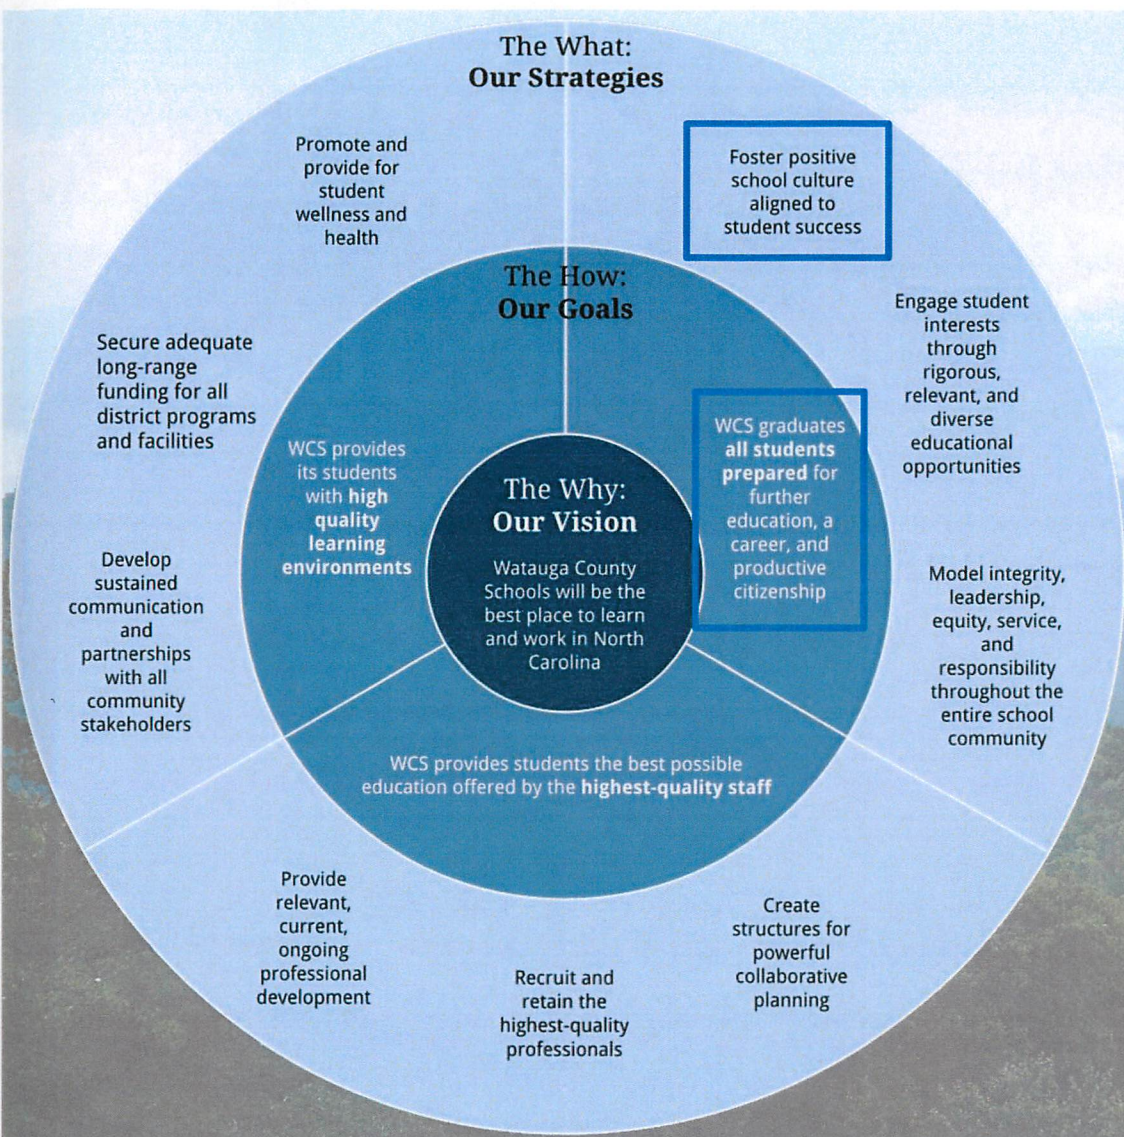 The What:
Our Strategies
Promote and
provide for
student
wellness and
health
Foster positive
school culture
aligned to
student success
Engage student
interests
through
rigorous,
relevant, and
diverse
educational
opportunities
Model integrity,
leadership,
equity, service,
and
responsibility
throughout the
entire school
community
Create
structures for
powerful
collaborative
planning
Recruit and
retain the
highest-quality
professionals
Provide
relevant,
current,
ongoing
professional
development
Develop
sustained
communication
and
partnerships
with all
community
stakeholders
Secure adequate
long-range
funding for all
district programs
and facilities
The How:
Our Goals
WCS provides
its students
with high
quality
learning
environments
WCS graduates
all students
prepared for
further
education, a
career, and
productive
citizenship
WCS provides students the best possible
education offered by the highest-quality staff
The Why:
Our Vision
Watauga County
Schools will be the
best place to learn
and work in North
Carolina